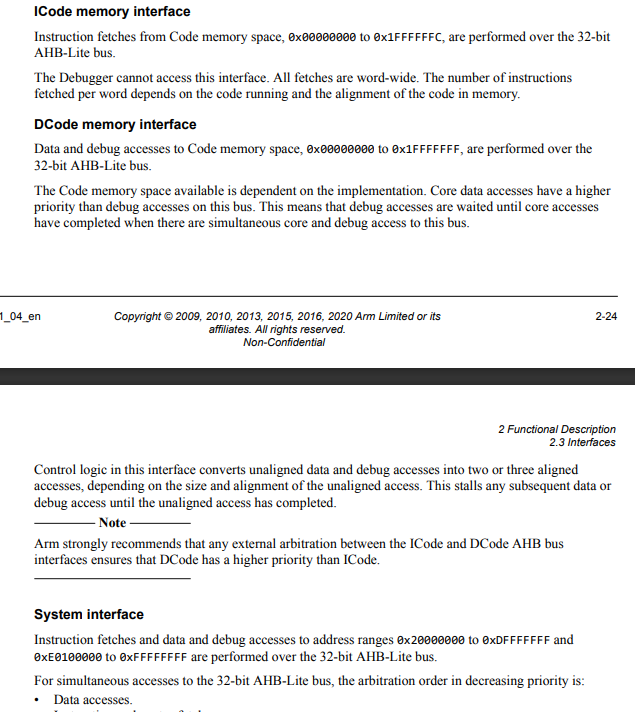 ICode memory interface
Instruction fetches from Code memory space, 0x00000000 to 0x1FFFFFFC, are performed over the 32-bit
AHB-Lite bus.
The Debugger cannot access this interface. All fetches are word-wide. The number of instructions
fetched per word depends on the code running and the alignment of the code in memory.
DCode memory interface
Data and debug accesses to Code memory space, 0x00000000 to 0x1FFFFFFF, are performed over the
32-bit AHB-Lite bus.
The Code memory space available is dependent on the implementation. Core data accesses have a higher
priority than debug accesses on this bus. This means that debug accesses are waited until core accesses
have completed when there are simultaneous core and debug access to this bus.
1_04_en
Copyright © 2009, 2010, 2013, 2015, 2016, 2020 Arm Limited or its
affiliates. All rights reserved.
Non-Confidential
2-24
2 Functional Description
2.3 Interfaces
Control logic in this interface converts unaligned data and debug accesses into two or three aligned
accesses, depending on the size and alignment of the unaligned access. This stalls any subsequent data or
debug access until the unaligned access has completed.
Note
Arm strongly recommends that any external arbitration between the ICode and DCode AHB bus
interfaces ensures that DCode has a higher priority than ICode.
System interface
Instruction fetches and data and debug accesses to address ranges 0x20000000 to 0xDFFFFFFF and
0xE0100000 to 0xFFFFFFFF are performed over the 32-bit AHB-Lite bus.
For simultaneous accesses to the 32-bit AHB-Lite bus, the arbitration order in decreasing priority is:
• Data accesses.